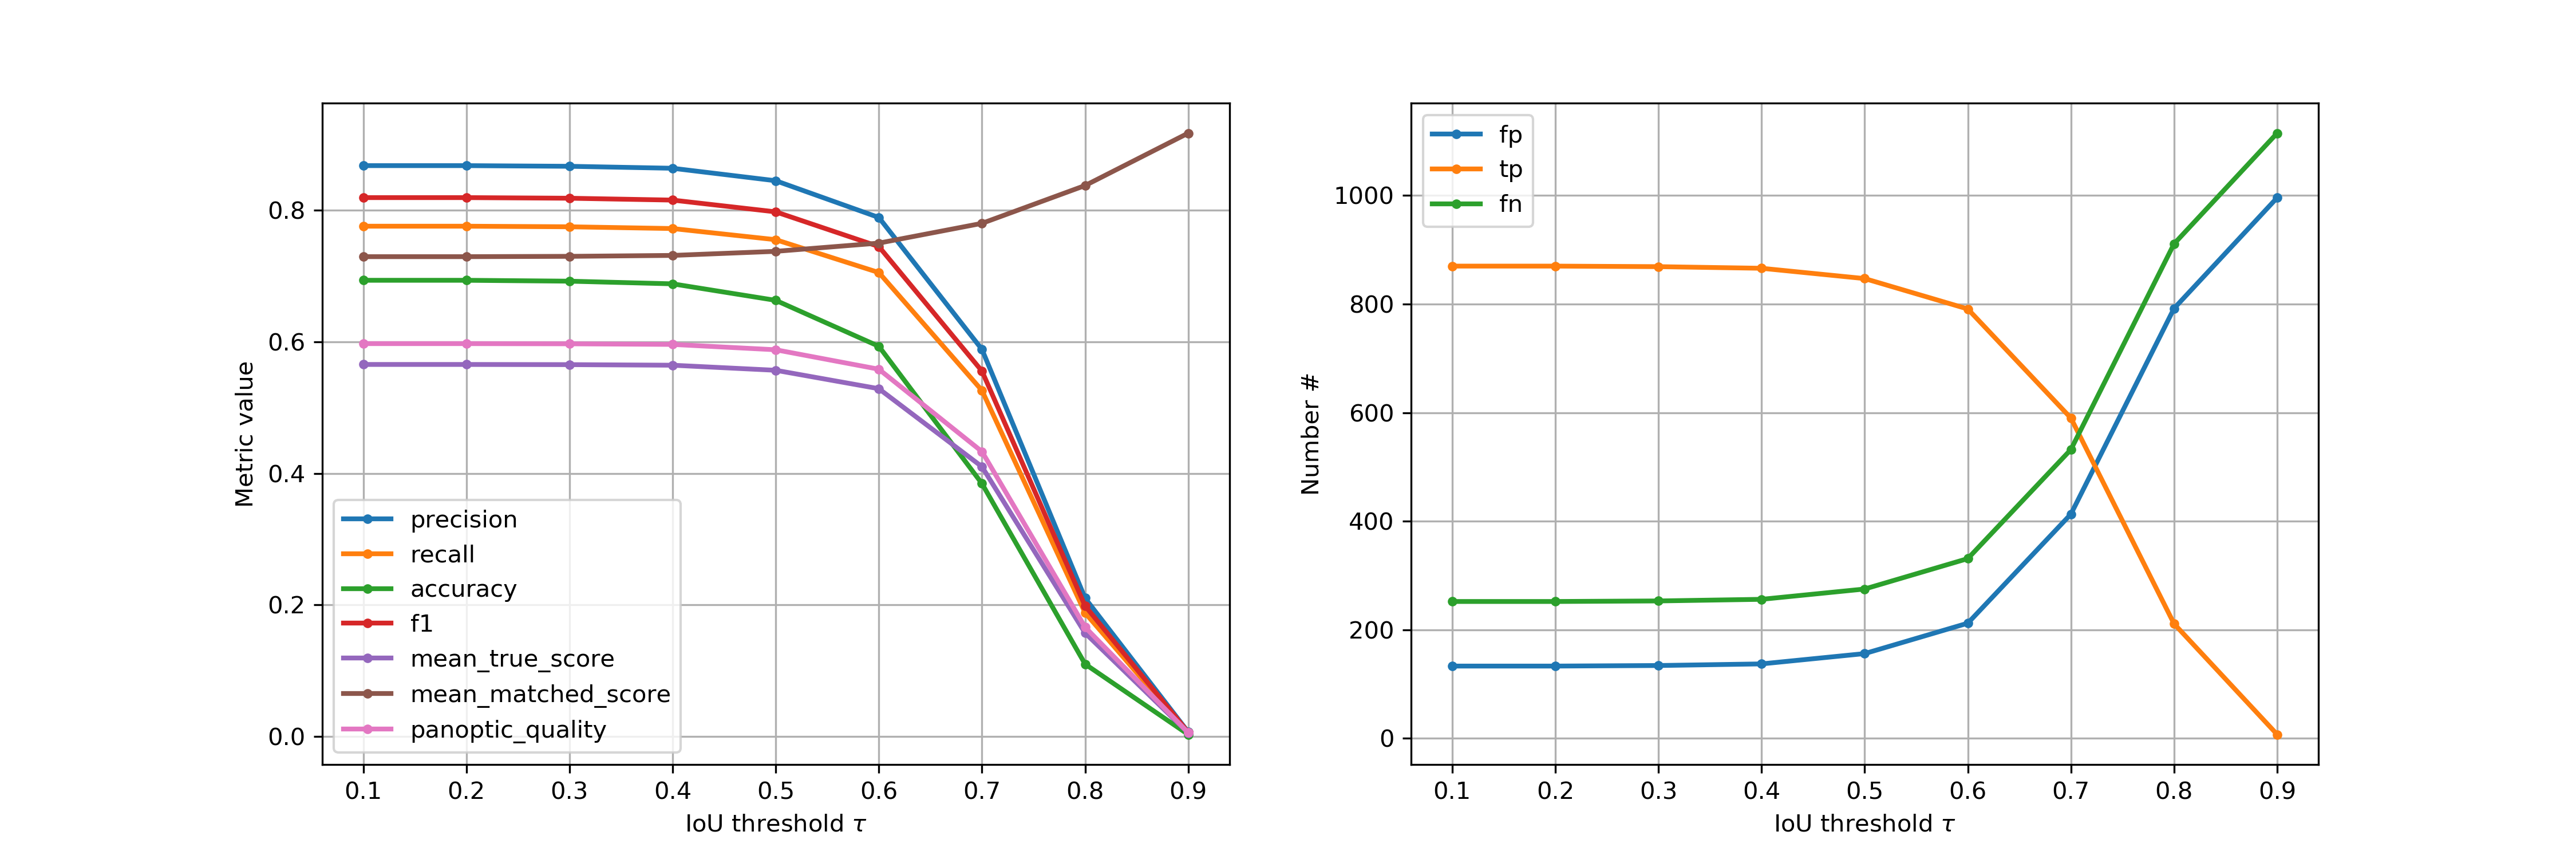 Metric value
0.8
0.6
0.4
0.2
0.0
precision
recall
accuracy
f1
mean_true_score
mean_matched_score
panoptic_quality
0.1 0.2 0.3 0.4 0.5 0.6 0.7 0.8 0.9
IoU threshold τ
Number #
1000
800
600
400
200
0
fp
tp
fn
0.1 0.2 0.3 0.4 0.5 0.6 0.7 0.8 0.9
IoU threshold τ